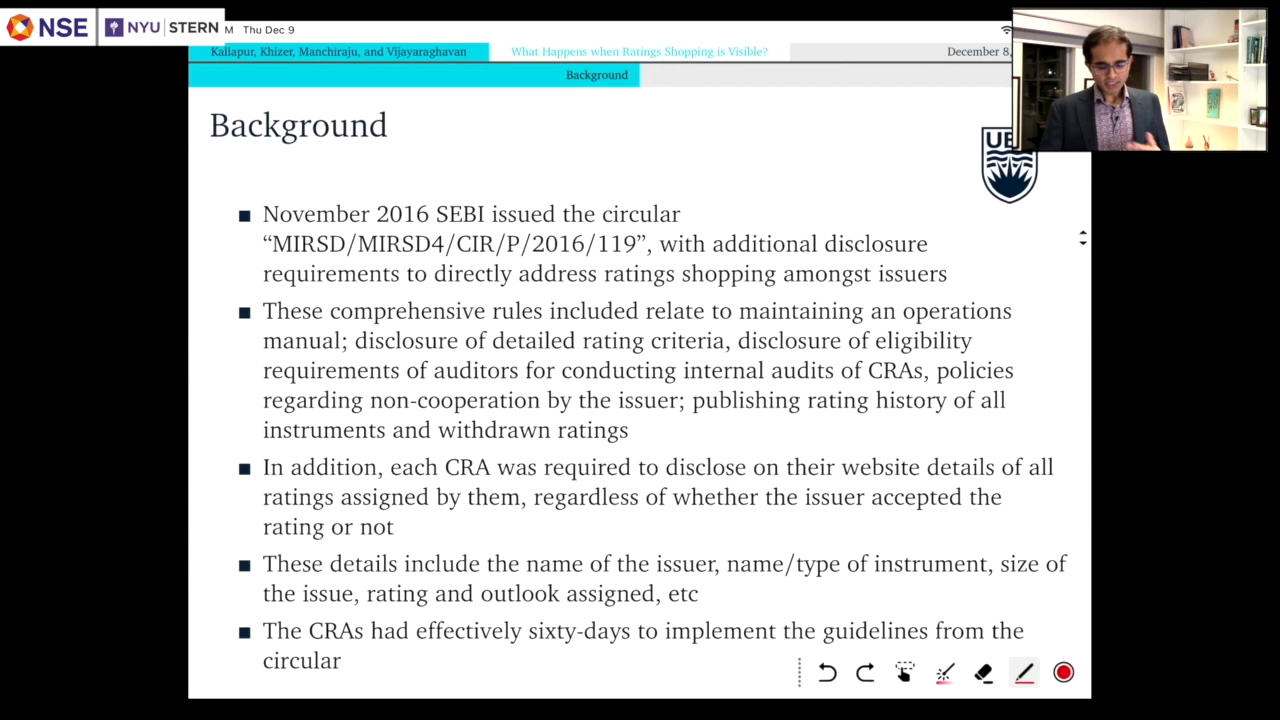 NSE NYU STERN M Thu Dec 9
Kallapur, Khizer, Manchiraju, and Vijayaraghavan What Happens when Ratings Shopping is Visible? December 8,
Background
Background
UB
■ November 2016 SEBI issued the circular
“MIRSD/MIRSD4/CIR/P/2016/119”, with additional disclosure
requirements to directly address ratings shopping amongst issuers
■ These comprehensive rules included relate to maintaining an operations
manual; disclosure of detailed rating criteria, disclosure of eligibility
requirements of auditors for conducting internal audits of CRAs, policies
regarding non-cooperation by the issuer; publishing rating history of all
instruments and withdrawn ratings
■ In addition, each CRA was required to disclose on their website details of all
ratings assigned by them, regardless of whether the issuer accepted the
rating or not
■ These details include the name of the issuer, name/type of instrument, size of
the issue, rating and outlook assigned, etc
■ The CRAs had effectively sixty-days to implement the guidelines from the
circular